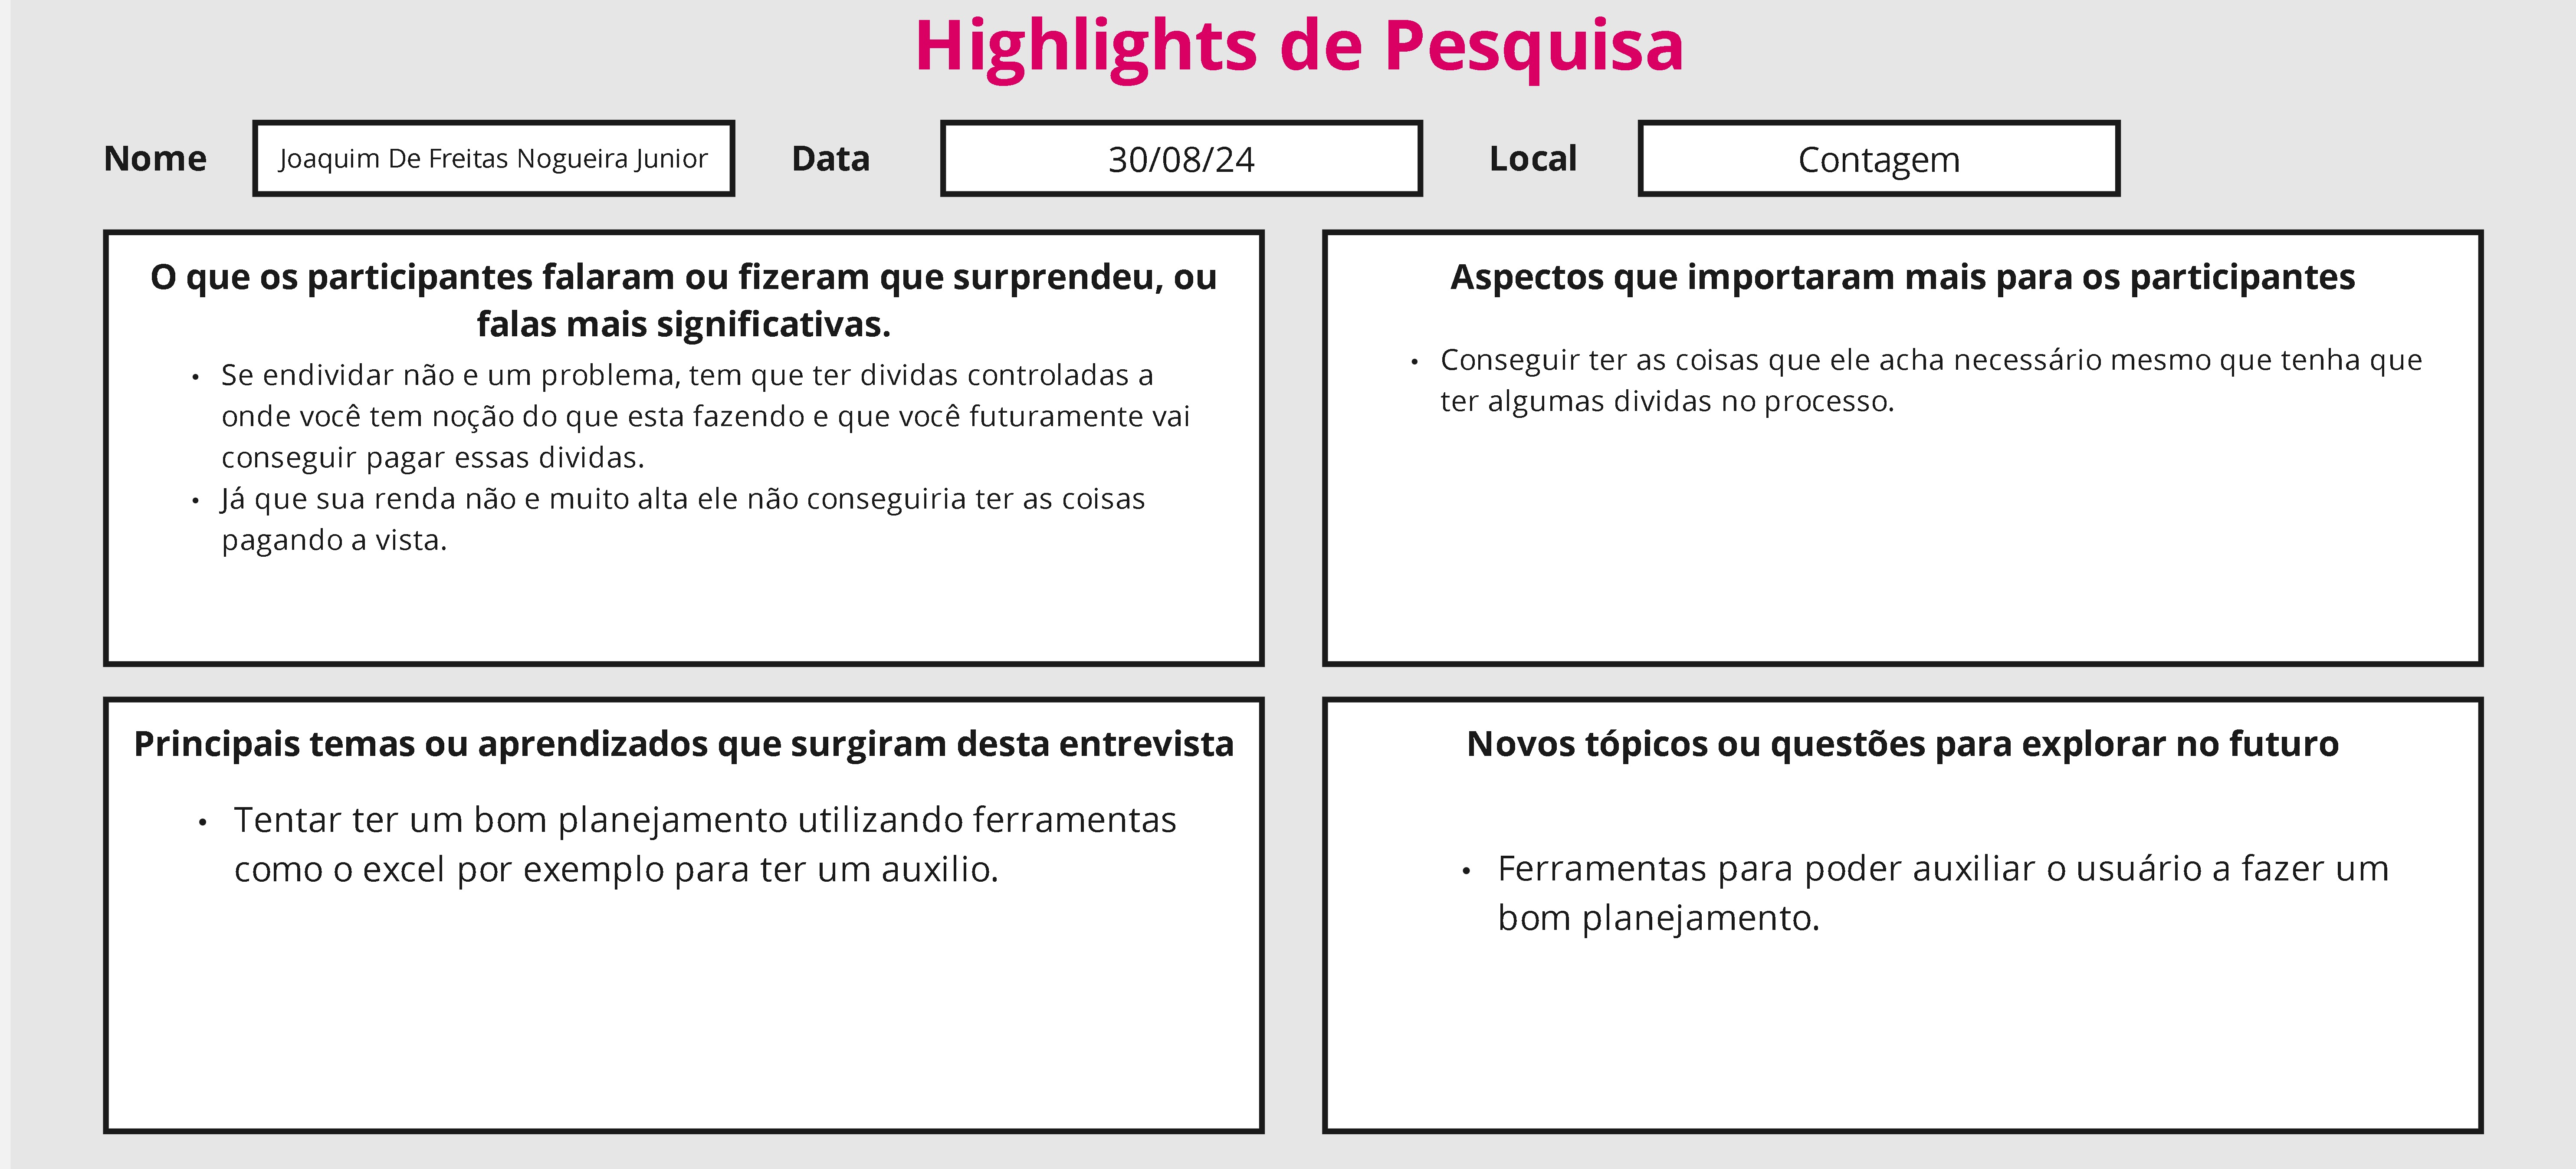 Highlights de Pesquisa
Nome
Joaquim De Freitas Nogueira Junior
Data
30/08/24
Local
Contagem
O que os participantes falaram ou fizeram que surprendeu, ou
falas mais significativas.
• Se endividar não e um problema, tem que ter dividas controladas a
onde você tem noção do que esta fazendo e que você futuramente vai
conseguir pagar essas dividas.
• Já que sua renda não e muito alta ele não conseguiria ter as coisas
pagando a vista.
Aspectos que importaram mais para os participantes
• Conseguir ter as coisas que ele acha necessário mesmo que tenha que
ter algumas dividas no processo.
Principais temas ou aprendizados que surgiram desta entrevista
• Tentar ter um bom planejamento utilizando ferramentas
como o excel por exemplo para ter um auxilio.
Novos tópicos ou questões para explorar no futuro
• Ferramentas para poder auxiliar o usuário a fazer um
bom planejamento.